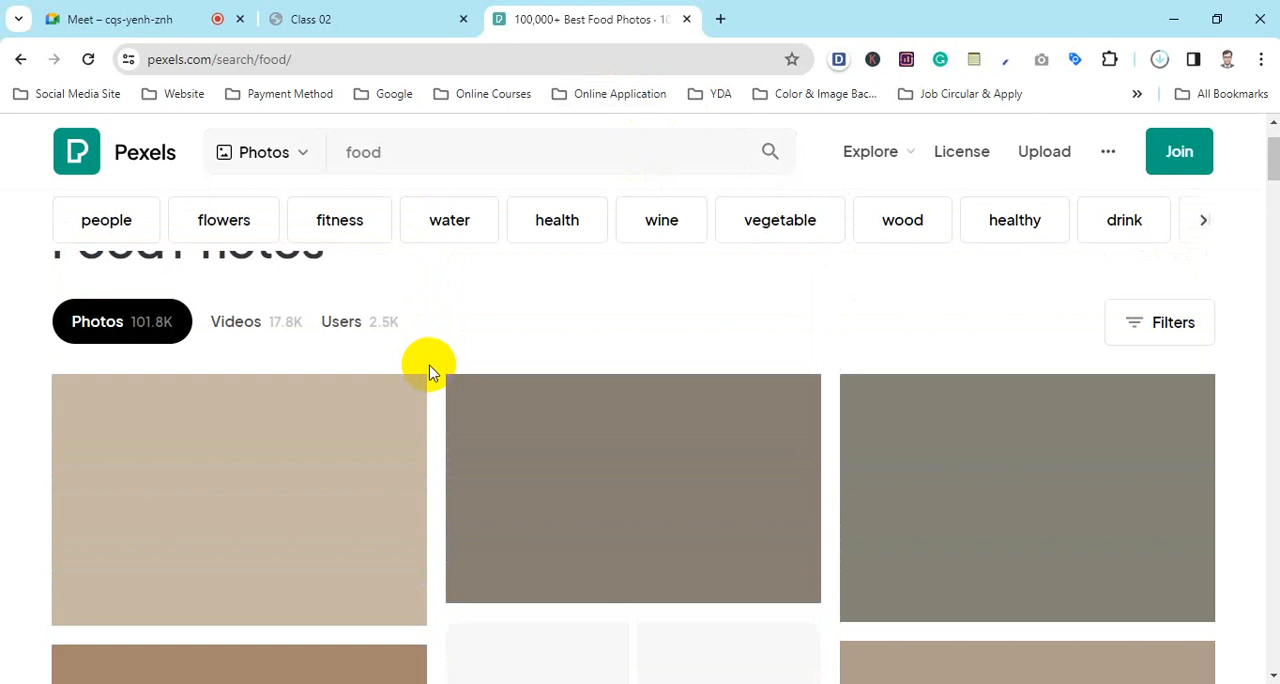 Meet – cqs-yenh-znh
Class 02
100,000+ Best Food Photos · 10
pexels.com/search/food/
Social Media Site
Website
Payment Method
Google
Online Courses
Online Application
YDA
Color & Image Bac...
Job Circular & Apply
All Bookmarks
Pexels
Photos
food
Explore
License
Upload
Join
people
flowers
fitness
water
health
wine
vegetable
wood
healthy
drink
Food Photos
Photos 101.8K
Videos 17.8K
Users 2.5K
Filters